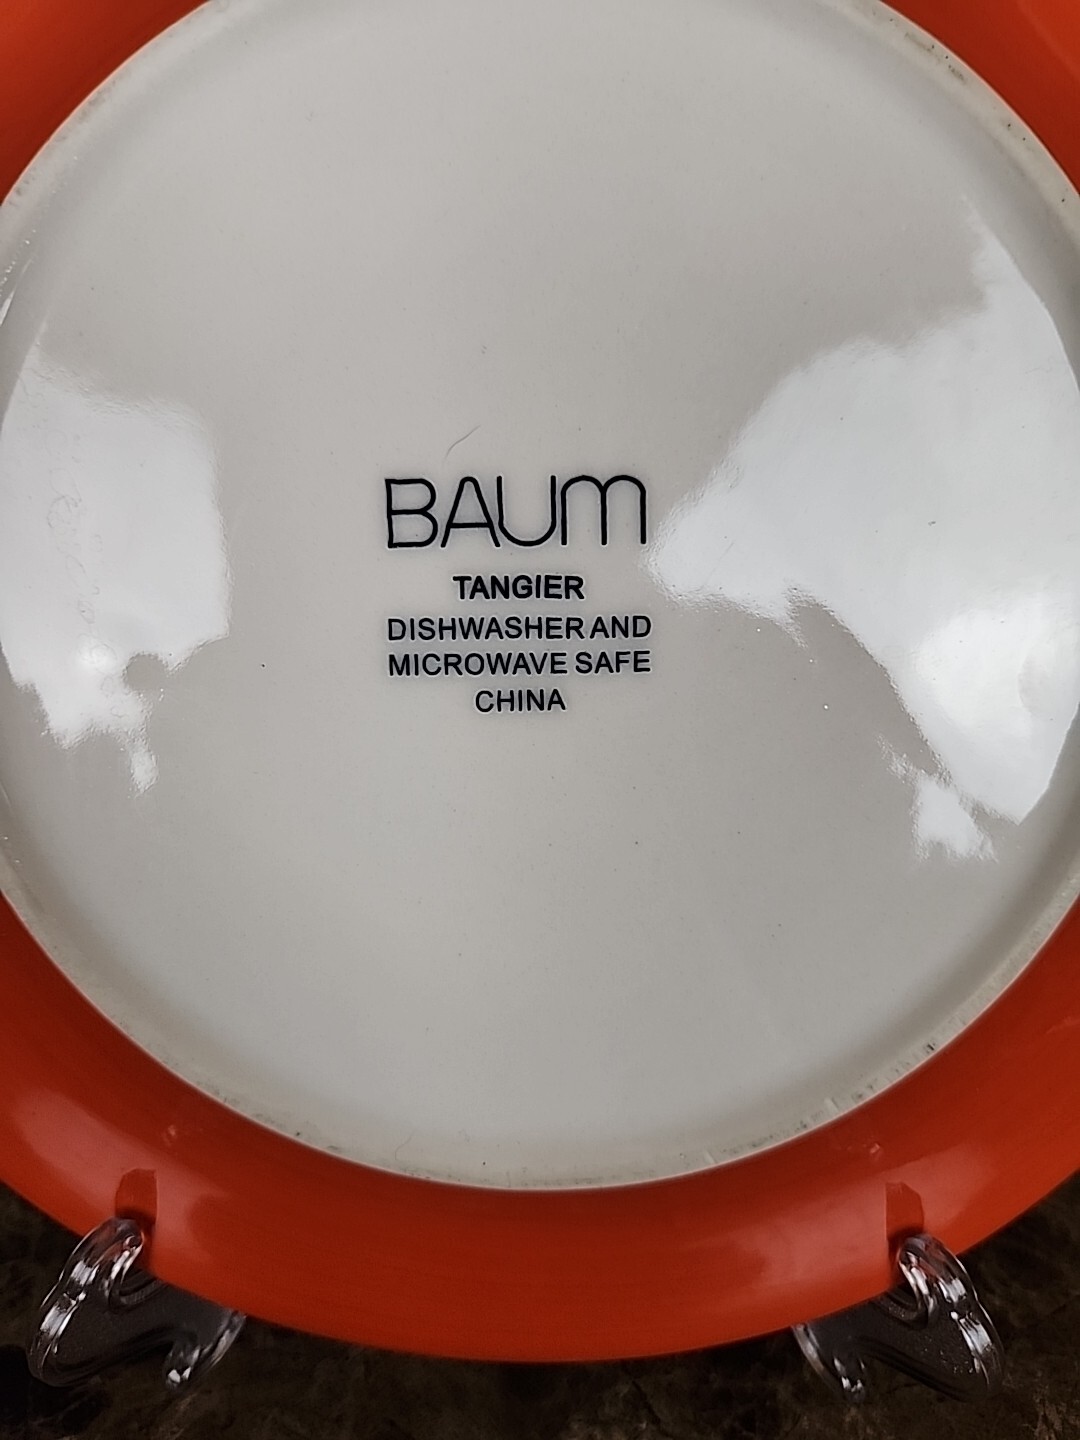 BAUM
TANGIER
DISHWASHER AND
MICROWAVE SAFE
CHINA